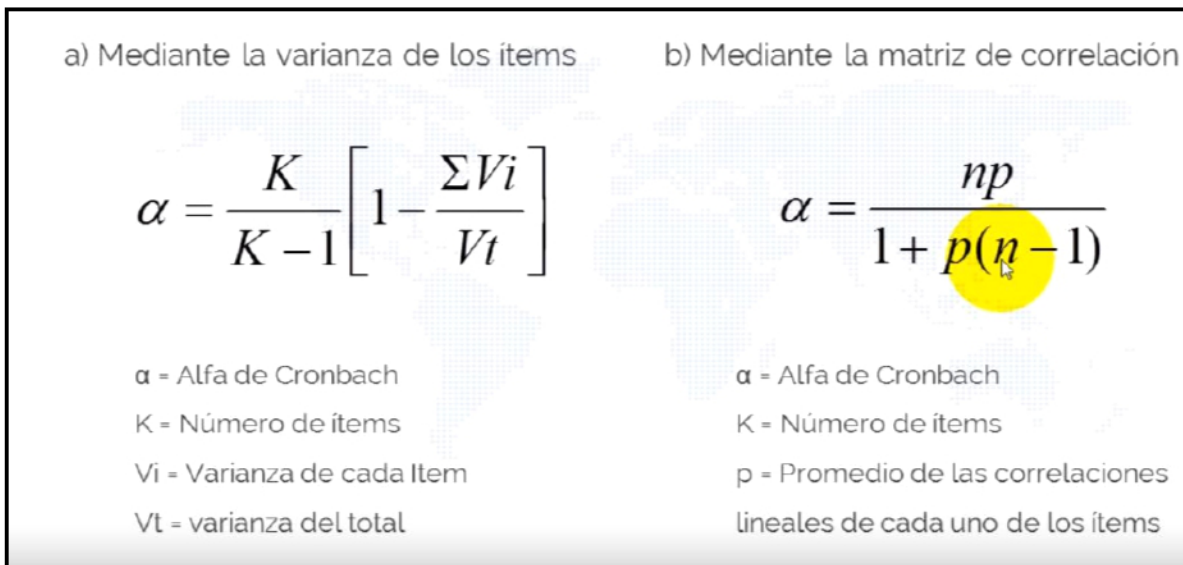 a) Mediante la varianza de los ítems
α = K / K − 1 [1 − ΣVi / Vt]
α = Alfa de Cronbach
K = Número de ítems
Vi = Varianza de cada Item
Vt = varianza del total
b) Mediante la matriz de correlación
α = np / 1 + p(n − 1)
α = Alfa de Cronbach
K = Número de ítems
p = Promedio de las correlaciones
lineales de cada uno de los ítems